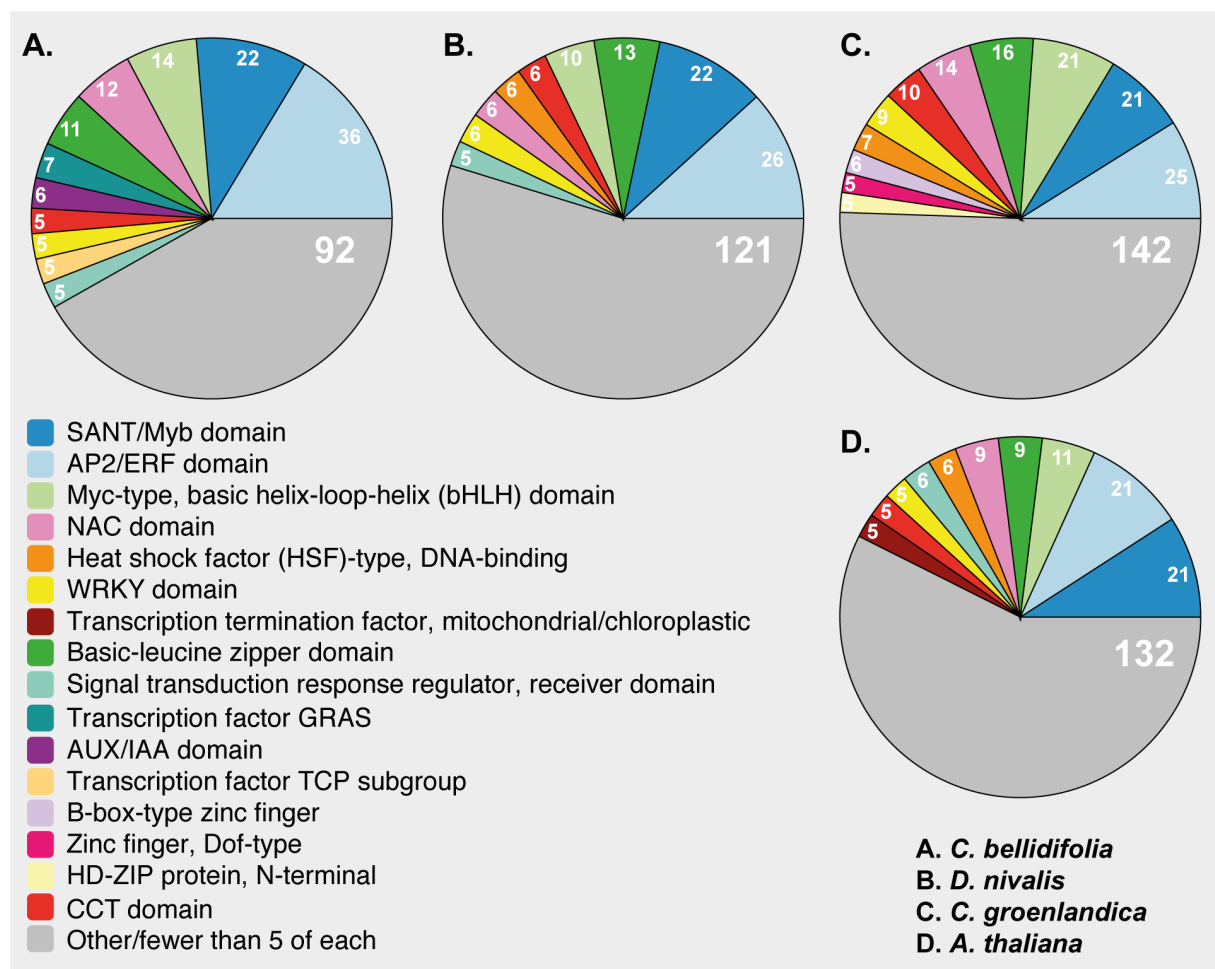 A.
22
14
36
12
11
7
6
5
5
5
5
92
B.
13
10
22
6
6
6
6
26
5
121
C.
16
21
14
21
10
9
7
6
25
5
5
142
SANT/Myb domain
AP2/ERF domain
Myc-type, basic helix-loop-helix (bHLH) domain
NAC domain
Heat shock factor (HSF)-type, DNA-binding
WRKY domain
Transcription termination factor, mitochondrial/chloroplastic
Basic-leucine zipper domain
Signal transduction response regulator, receiver domain
Transcription factor GRAS
AUX/IAA domain
Transcription factor TCP subgroup
B-box-type zinc finger
Zinc finger, Dof-type
HD-ZIP protein, N-terminal
CCT domain
Other/fewer than 5 of each
D.
9
9
11
6
6
21
5
5
5
21
132
A. C. bellidifolia
B. D. nivalis
C. C. groenlandica
D. A. thaliana